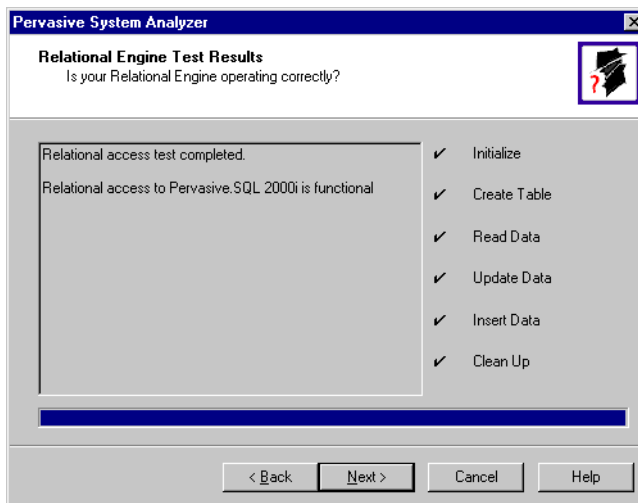 Pervasive System Analyzer
Relational Engine Test Results
Is your Relational Engine operating correctly?
?
Relational access test completed.
Relational access to Pervasive.SQL 2000i is functional
✔ Initialize
✔ Create Table
✔ Read Data
✔ Update Data
✔ Insert Data
✔ Clean Up
< Back
Next >
Cancel
Help